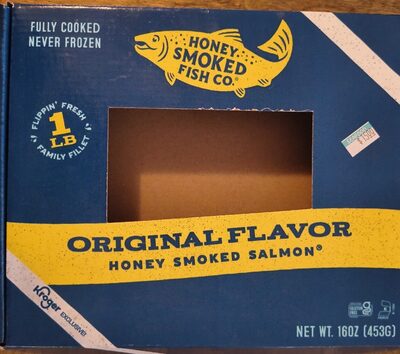 FULLY COOKED
NEVER FROZEN
HONEY
SMOKED
FISH CO.®
FLIPPIN' FRESH
1
LB
FAMILY FILLET
ORIGINAL FLAVOR
HONEY SMOKED SALMON®
Kroger
EXCLUSIVE!
NET WT. 16OZ (453G)